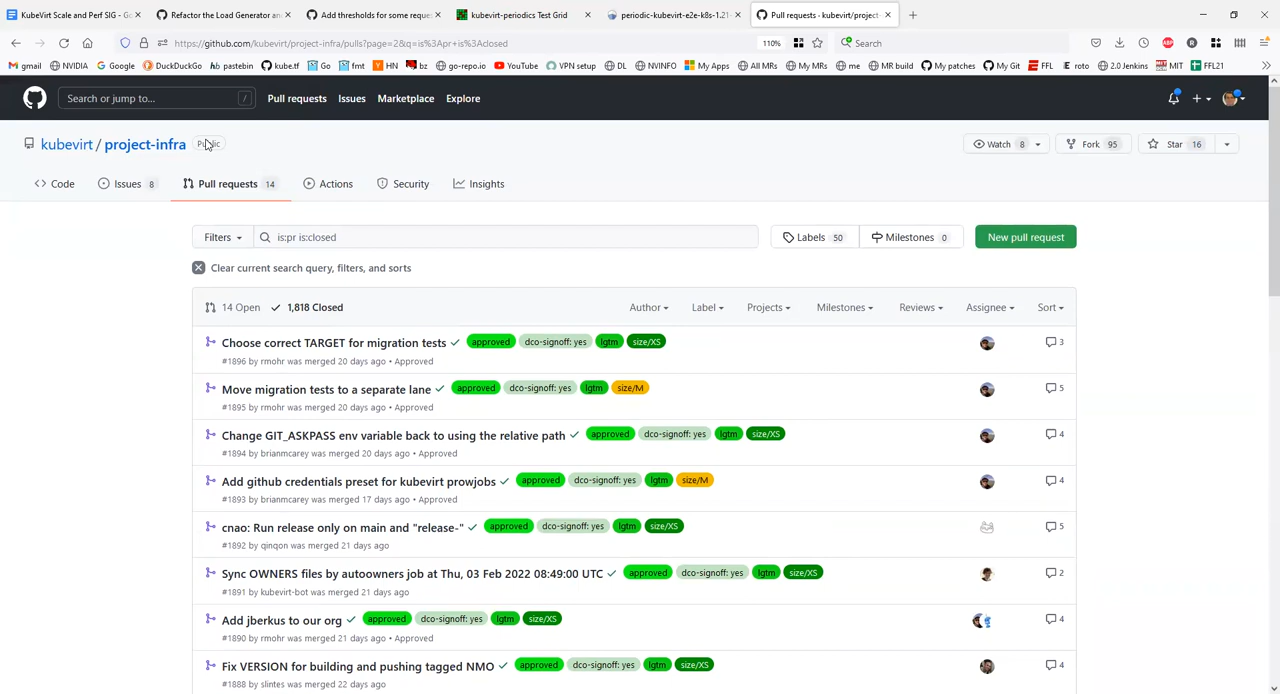 KubeVirt Scale and Perf SIG - Go
Refactor the Load Generator an
Add thresholds for some reques
kubevirt-periodics Test Grid
periodic-kubevirt-e2e-k8s-1.21-
Pull requests · kubevirt/project-
https://github.com/kubevirt/project-infra/pulls?page=2&q=is%3Apr+is%3Aclosed
110%
Search
gmail NVIDIA Google DuckDuckGo pastebin kube.tf Go fmt HN bz go-repo.io YouTube VPN setup DL NVINFO My Apps All MRs My MRs me MR build My patches My Git FFL roto 2.0 Jenkins MIT FFL21
Search or jump to... /
Pull requests Issues Marketplace Explore
kubevirt / project-infra Public
Watch 8 Fork 95 Star 16
Code Issues 8 Pull requests 14 Actions Security Insights
Filters is:pr is:closed Labels 50 Milestones 0 New pull request
Clear current search query, filters, and sorts
14 Open 1,818 Closed Author Label Projects Milestones Reviews Assignee Sort
Choose correct TARGET for migration tests approved dco-signoff: yes lgtm size/XS 3
#1896 by rmohr was merged 20 days ago • Approved
Move migration tests to a separate lane approved dco-signoff: yes lgtm size/M 5
#1895 by rmohr was merged 20 days ago • Approved
Change GIT_ASKPASS env variable back to using the relative path approved dco-signoff: yes lgtm size/XS 4
#1894 by brianmcarey was merged 20 days ago • Approved
Add github credentials preset for kubevirt prowjobs approved dco-signoff: yes lgtm size/M 4
#1893 by brianmcarey was merged 17 days ago • Approved
cnao: Run release only on main and "release-" approved dco-signoff: yes lgtm size/XS 5
#1892 by qinqon was merged 21 days ago
Sync OWNERS files by autoowners job at Thu, 03 Feb 2022 08:49:00 UTC approved dco-signoff: yes lgtm size/XS 2
#1891 by kubevirt-bot was merged 21 days ago
Add jberkus to our org approved dco-signoff: yes lgtm size/XS 4
#1890 by rmohr was merged 21 days ago • Approved
Fix VERSION for building and pushing tagged NMO approved dco-signoff: yes lgtm size/XS 4
#1888 by slintes was merged 22 days ago